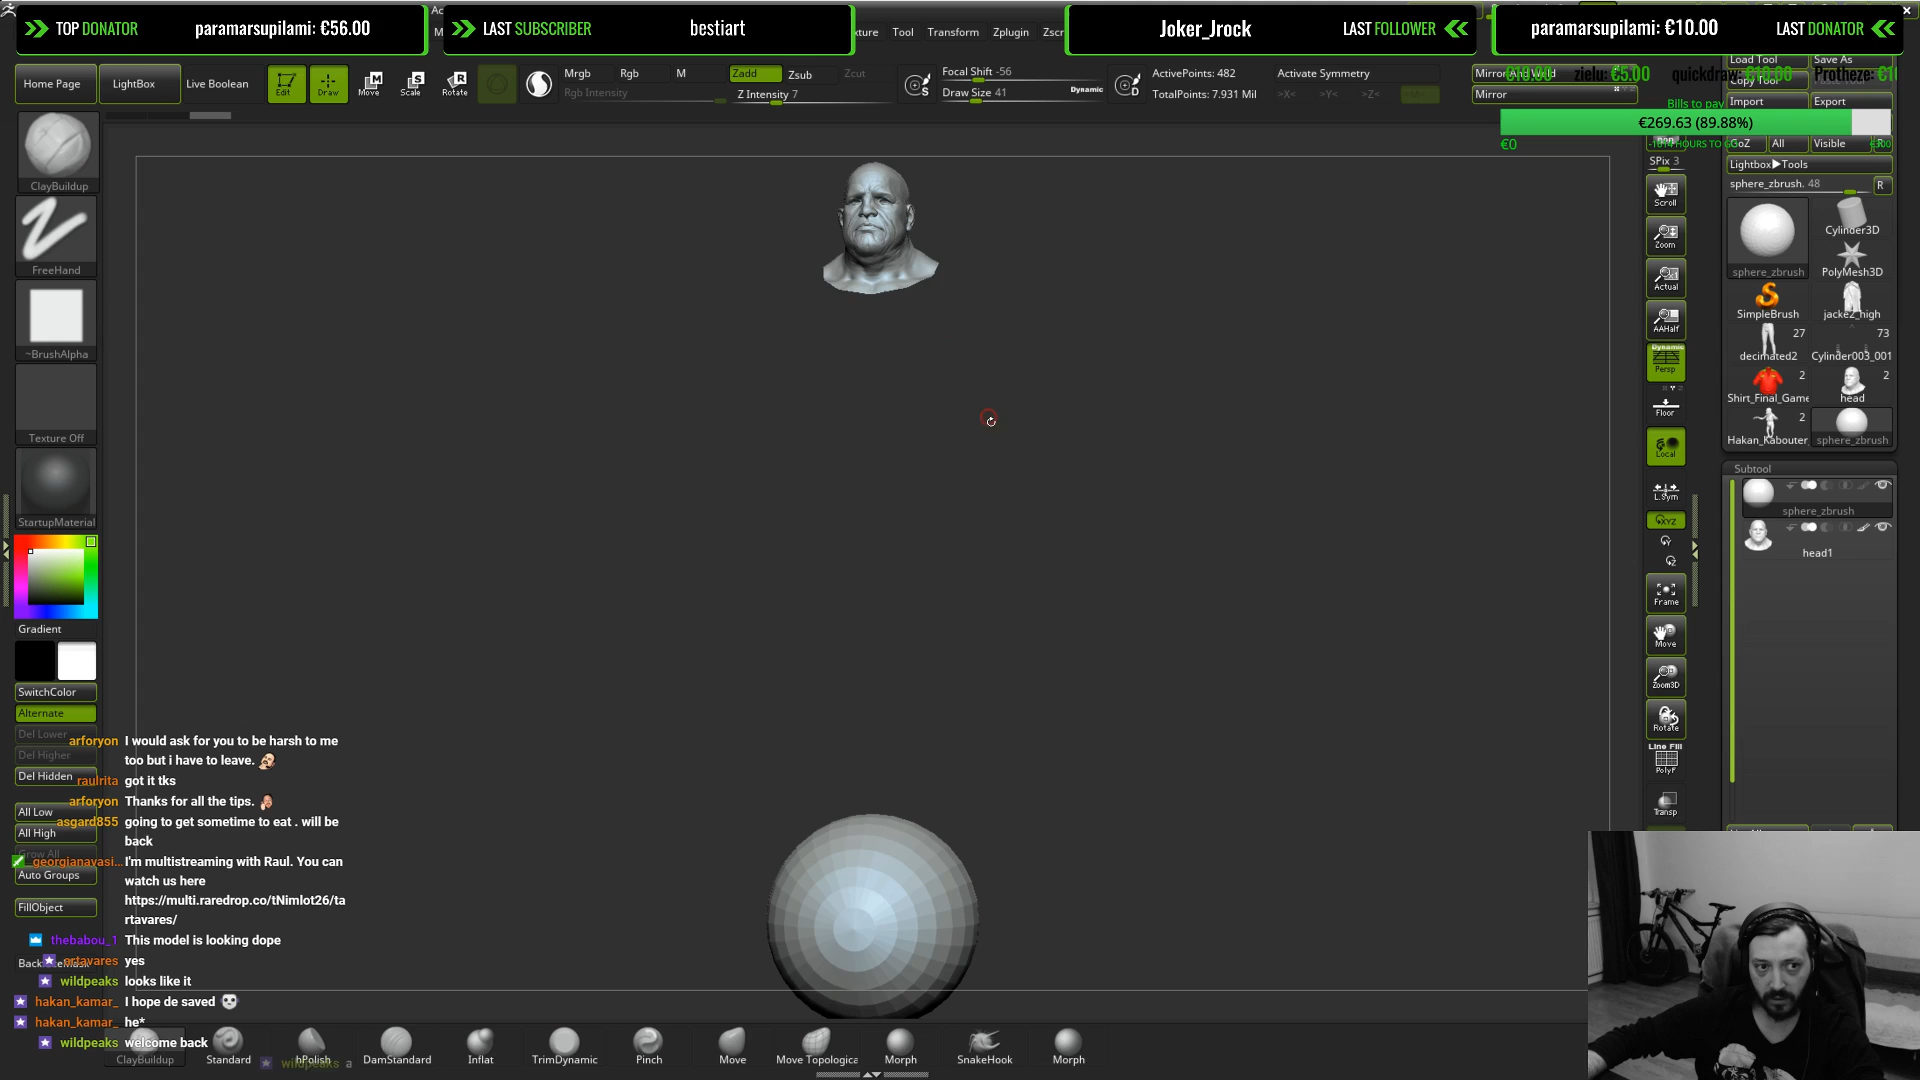 TOP DONATOR
paramarsupilami: €56.00
LAST SUBSCRIBER
bestiart
Joker_Jrock
LAST FOLLOWER
paramarsupilami: €10.00
LAST DONATOR
Tool
Transform
Zplugin
Home Page
LightBox
Live Boolean
Edit
Draw
Move
Scale
Rotate
Mrgb
Rgb
M
Rgb Intensity
Zadd
Zsub
Zcut
Z Intensity 7
Focal Shift -56
Draw Size 41
Dynamic
ActivePoints: 482
TotalPoints: 7.931 Mil
Activate Symmetry
>X<
>Y<
>Z<
Mirror And Weld
Mirror
Load Tool
Save As
Copy Tool
zielu: €5.00
quickdraw: €10.00
Import
Export
Bills to pay
€269.63 (89.88%)
€0
GoZ
All
Visible
R
Lightbox▶Tools
sphere_zbrush. 48
R
sphere_zbrush
Cylinder3D
PolyMesh3D
SimpleBrush
jacke2_high
27
73
decimated2
Cylinder003_001
2
2
Shirt_Final_Game
head
2
Hakan_Kabouter
sphere_zbrush
Subtool
sphere_zbrush
head1
SPix 3
Scroll
Zoom
Actual
AAHalf
Dynamic
Persp
Floor
Local
L.Sym
XYZ
Frame
Move
Zoom3D
Rotate
Line Fill
PolyF
Transp
ClayBuildup
FreeHand
~BrushAlpha
Texture Off
StartupMaterial
Gradient
SwitchColor
Alternate
Del Lower
Del Higher
Del Hidden
All Low
All High
Grow All
Auto Groups
FillObject
arforyon I would ask for you to be harsh to me
too but i have to leave.
raulrita got it tks
arforyon Thanks for all the tips.
asgard855 going to get sometime to eat . will be
back
georgianavasi... I'm multistreaming with Raul. You can
watch us here
https://multi.raredrop.co/tNimlot26/ta
rtavares/
thebabou_1 This model is looking dope
artavares yes
wildpeaks looks like it
hakan_kamar_ I hope de saved
hakan_kamar_ he*
wildpeaks welcome back
wildpeaks a
ClayBuildup
Standard
hPolish
DamStandard
Inflat
TrimDynamic
Pinch
Move
Move Topologica
Morph
SnakeHook
Morph